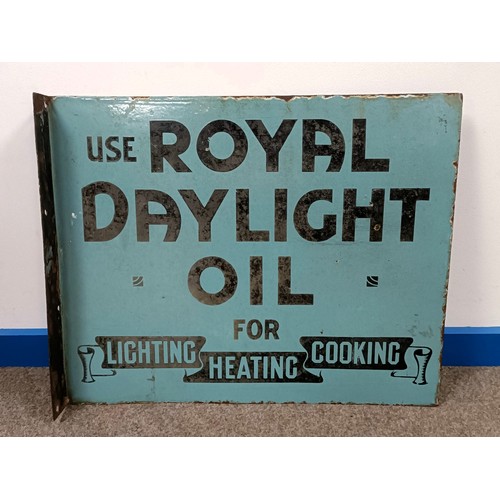 USE ROYAL
DAYLIGHT
OIL
FOR
LIGHTING HEATING COOKING